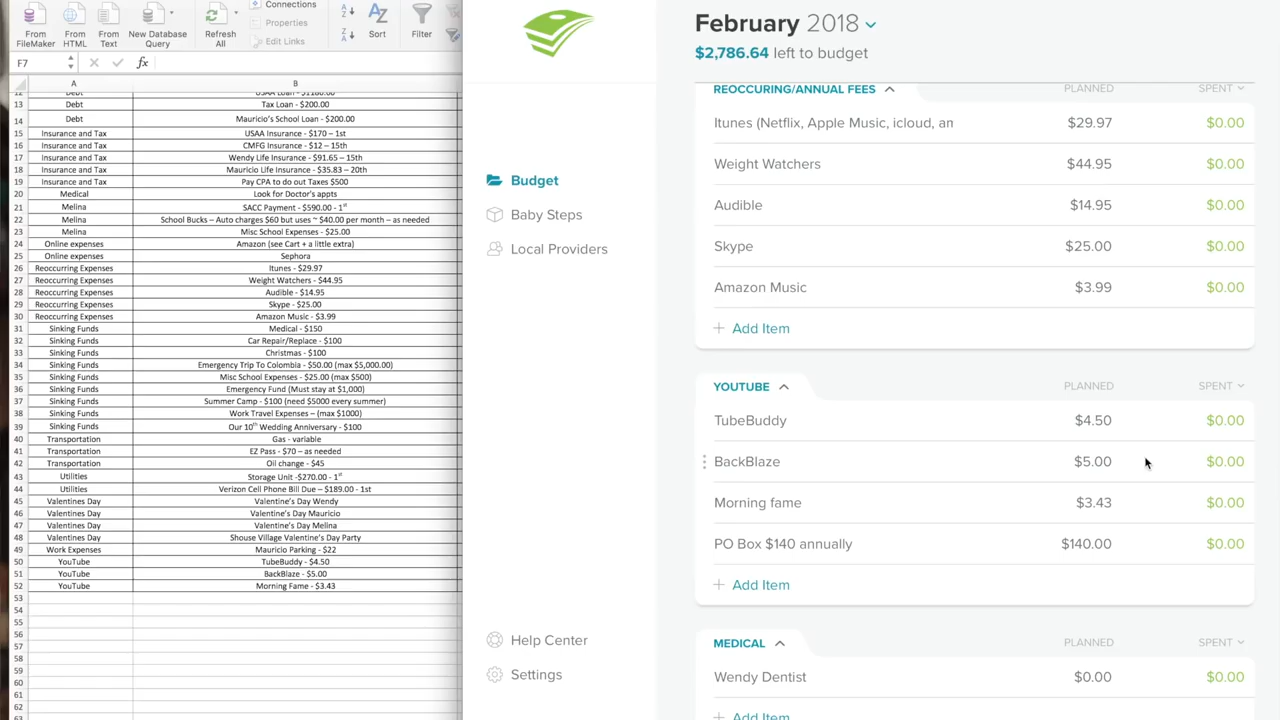 From FileMaker
From HTML
From Text
New Database Query
Refresh All
Connections
Properties
Edit Links
Sort
Filter
F7
fx
A B
12 Debt USAA Loan - $1180.00
13 Debt Tax Loan - $200.00
14 Debt Mauricio's School Loan - $200.00
15 Insurance and Tax USAA Insurance - $170 – 1st
16 Insurance and Tax CMFG Insurance - $12 – 15th
17 Insurance and Tax Wendy Life Insurance - $91.65 – 15th
18 Insurance and Tax Mauricio Life Insurance - $35.83 – 20th
19 Insurance and Tax Pay CPA to do out Taxes $500
20 Medical Look for Doctor's appts
21 Melina SACC Payment - $590.00 - 1st
22 Melina School Bucks – Auto charges $60 but uses ~ $40.00 per month – as needed
23 Melina Misc School Expenses - $25.00
24 Online expenses Amazon (see Cart + a little extra)
25 Online expenses Sephora
26 Reoccurring Expenses Itunes - $29.97
27 Reoccurring Expenses Weight Watchers - $44.95
28 Reoccurring Expenses Audible - $14.95
29 Reoccurring Expenses Skype - $25.00
30 Reoccurring Expenses Amazon Music - $3.99
31 Sinking Funds Medical - $150
32 Sinking Funds Car Repair/Replace - $100
33 Sinking Funds Christmas - $100
34 Sinking Funds Emergency Trip To Colombia - $50.00 (max $5,000.00)
35 Sinking Funds Misc School Expenses - $25.00 (max $500)
36 Sinking Funds Emergency Fund (Must stay at $1,000)
37 Sinking Funds Summer Camp - $100 (need $5000 every summer)
38 Sinking Funds Work Travel Expenses – (max $1000)
39 Sinking Funds Our 10th Wedding Anniversary - $100
40 Transportation Gas - variable
41 Transportation EZ Pass - $70 – as needed
42 Transportation Oil change - $45
43 Utilities Storage Unit -$270.00 - 1st
44 Utilities Verizon Cell Phone Bill Due – $189.00 - 1st
45 Valentines Day Valentine's Day Wendy
46 Valentines Day Valentine's Day Mauricio
47 Valentines Day Valentine's Day Melina
48 Valentines Day Shouse Village Valentine's Day Party
49 Work Expenses Mauricio Parking - $22
50 YouTube TubeBuddy - $4.50
51 YouTube BackBlaze - $5.00
52 YouTube Morning Fame - $3.43
53
54
55
56
57
58
59
60
61
62
63
Budget
Baby Steps
Local Providers
Help Center
Settings
February 2018
$2,786.64 left to budget
REOCCURING/ANNUAL FEES PLANNED SPENT
Itunes (Netflix, Apple Music, icloud, am $29.97 $0.00
Weight Watchers $44.95 $0.00
Audible $14.95 $0.00
Skype $25.00 $0.00
Amazon Music $3.99 $0.00
+ Add Item
YOUTUBE PLANNED SPENT
TubeBuddy $4.50 $0.00
BackBlaze $5.00 $0.00
Morning fame $3.43 $0.00
PO Box $140 annually $140.00 $0.00
+ Add Item
MEDICAL PLANNED SPENT
Wendy Dentist $0.00 $0.00
+ Add Item